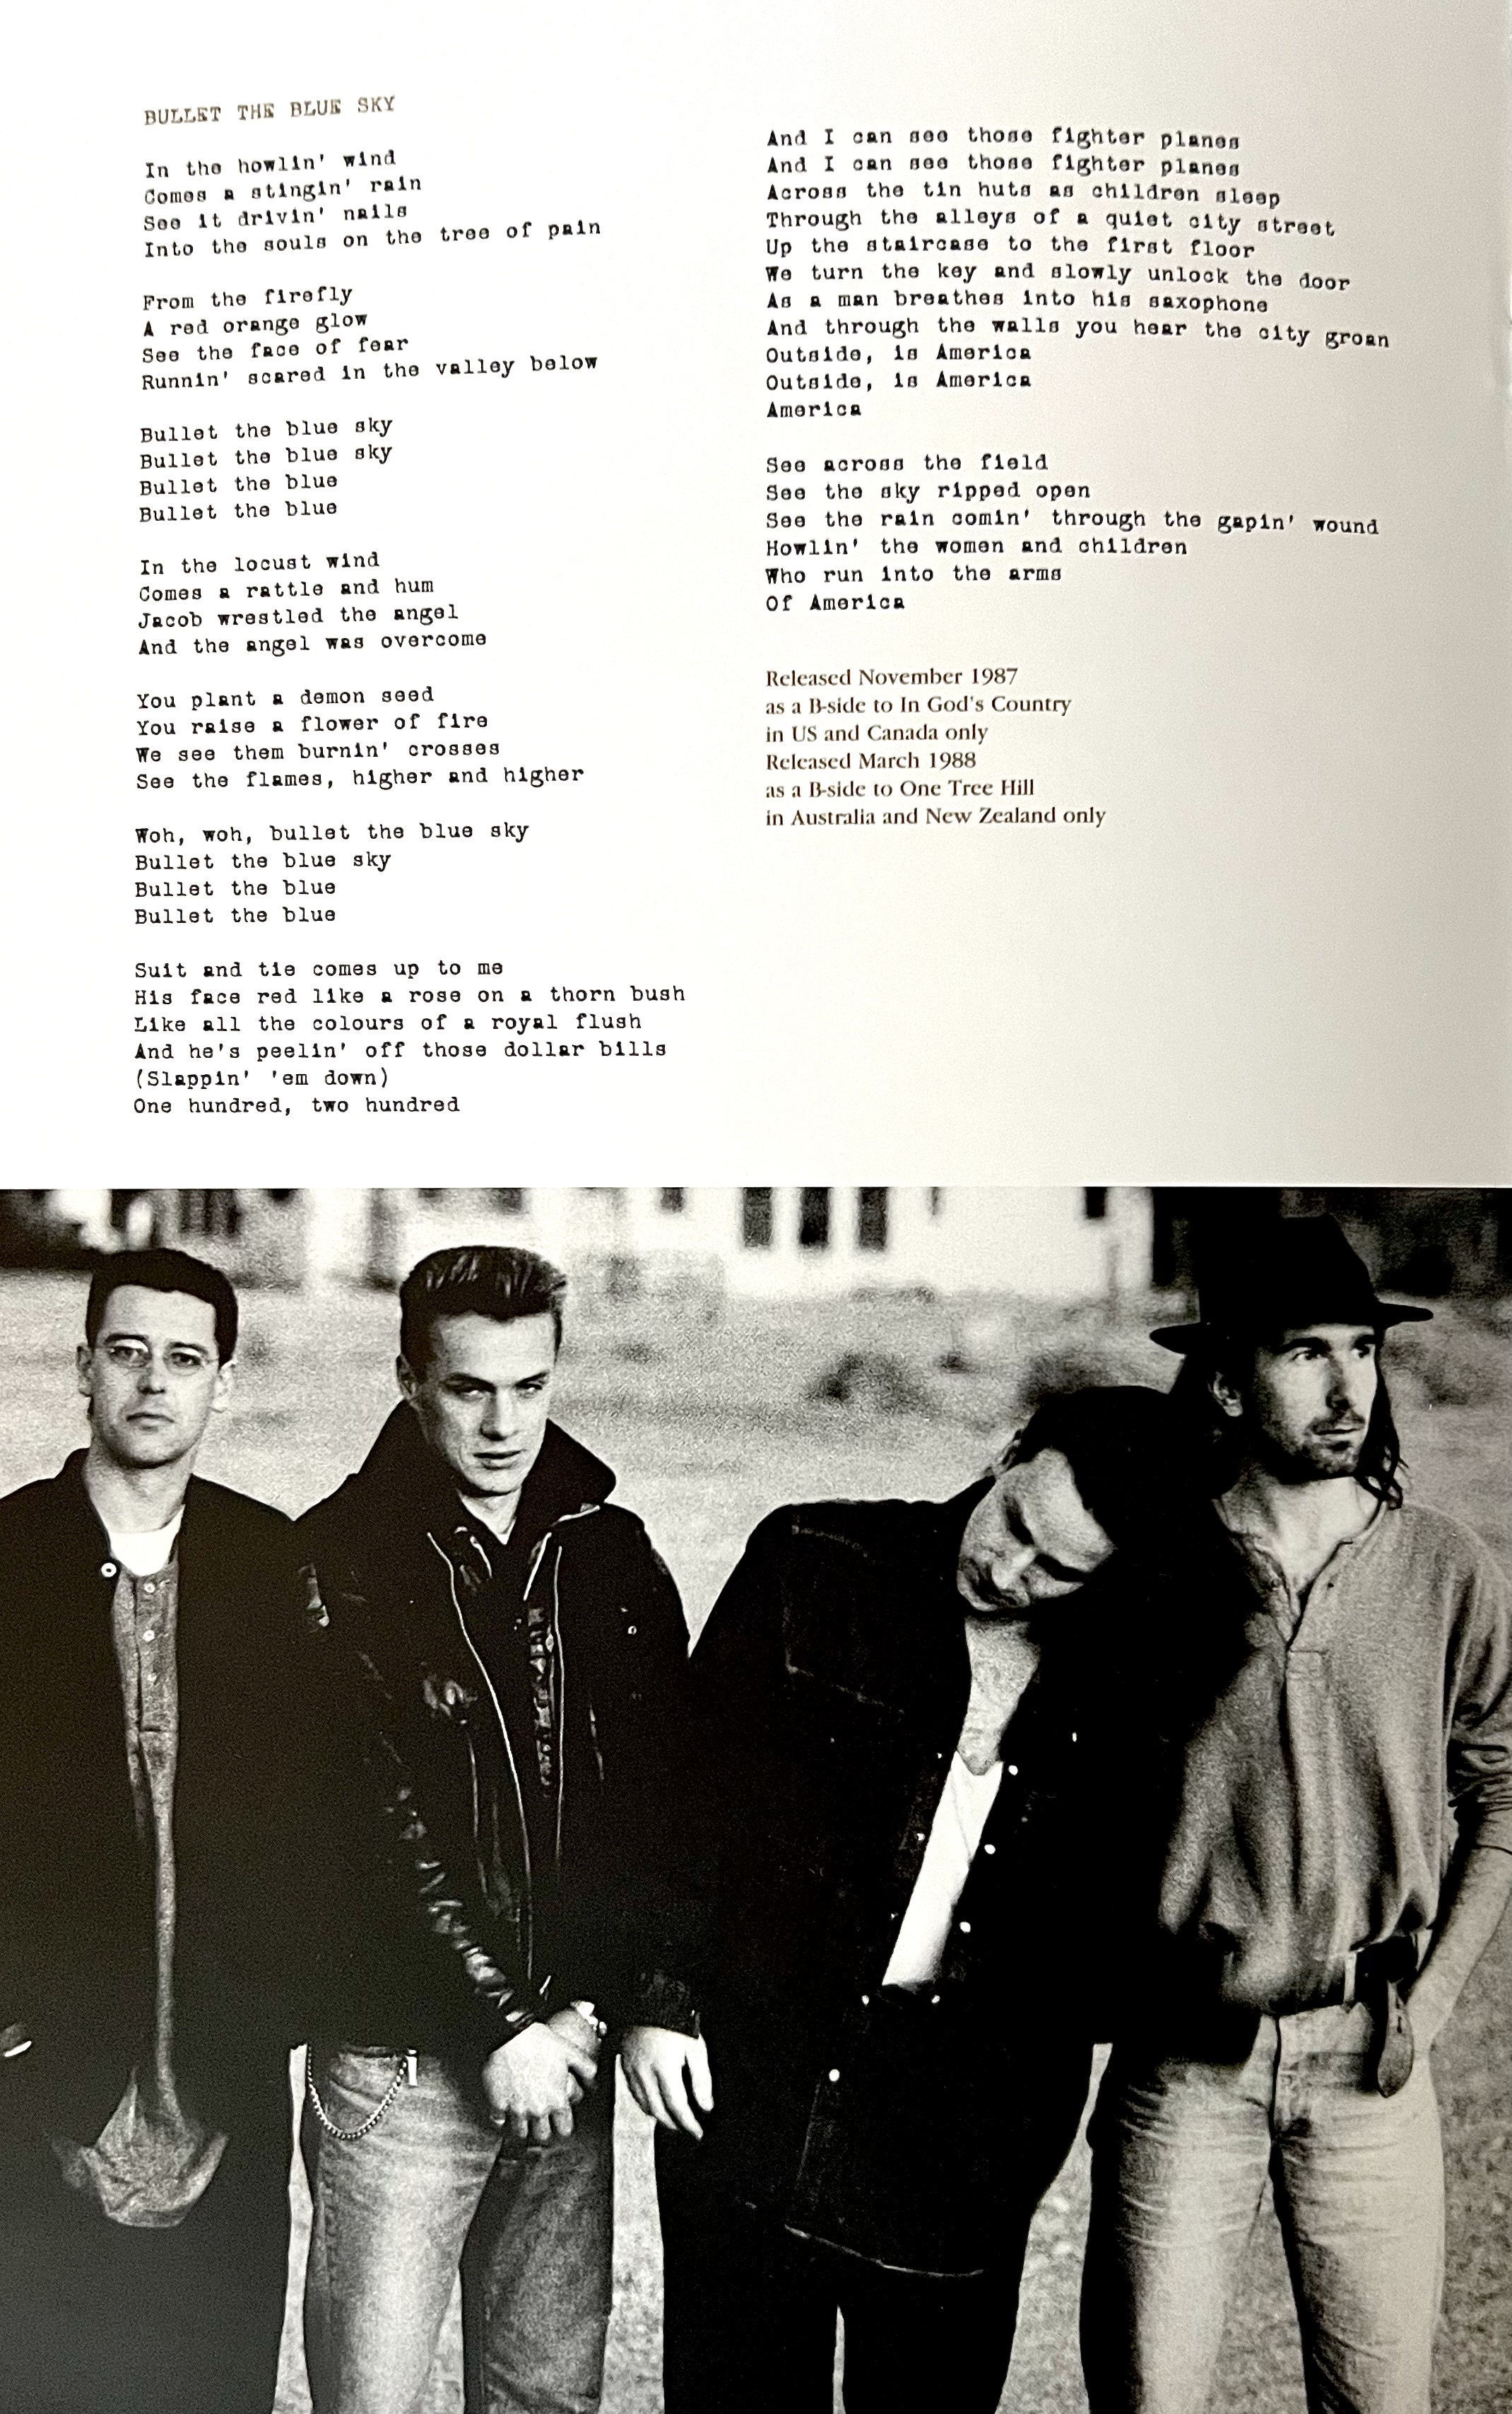 BULLET THE BLUE SKY
In the howlin' wind
Comes a stingin' rain
See it drivin' nails
Into the souls on the tree of pain
From the firefly
A red orange glow
See the face of fear
Runnin' scared in the valley below
Bullet the blue sky
Bullet the blue sky
Bullet the blue
Bullet the blue
In the locust wind
Comes a rattle and hum
Jacob wrestled the angel
And the angel was overcome
You plant a demon seed
You raise a flower of fire
We see them burnin' crosses
See the flames, higher and higher
Woh, woh, bullet the blue sky
Bullet the blue sky
Bullet the blue
Bullet the blue
Suit and tie comes up to me
His face red like a rose on a thorn bush
Like all the colours of a royal flush
And he's peelin' off those dollar bills
(Slappin' 'em down)
One hundred, two hundred
And I can see those fighter planes
And I can see those fighter planes
Across the tin huts as children sleep
Through the alleys of a quiet city street
Up the staircase to the first floor
We turn the key and slowly unlock the door
As a man breathes into his saxophone
And through the walls you hear the city groan
Outside, is America
Outside, is America
America
See across the field
See the sky ripped open
See the rain comin' through the gapin' wound
Howlin' the women and children
Who run into the arms
Of America
Released November 1987
as a B-side to In God's Country
in US and Canada only
Released March 1988
as a B-side to One Tree Hill
in Australia and New Zealand only